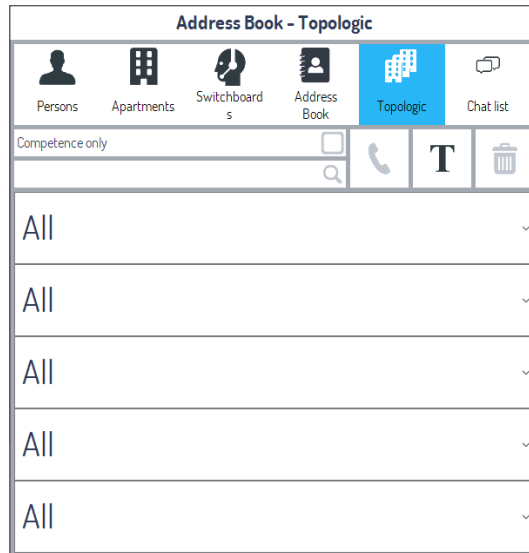 Address Book - Topologic
Persons
Apartments
Switchboard
s
Address
Book
Topologic
Chat list
Competence only
T
All
All
All
All
All